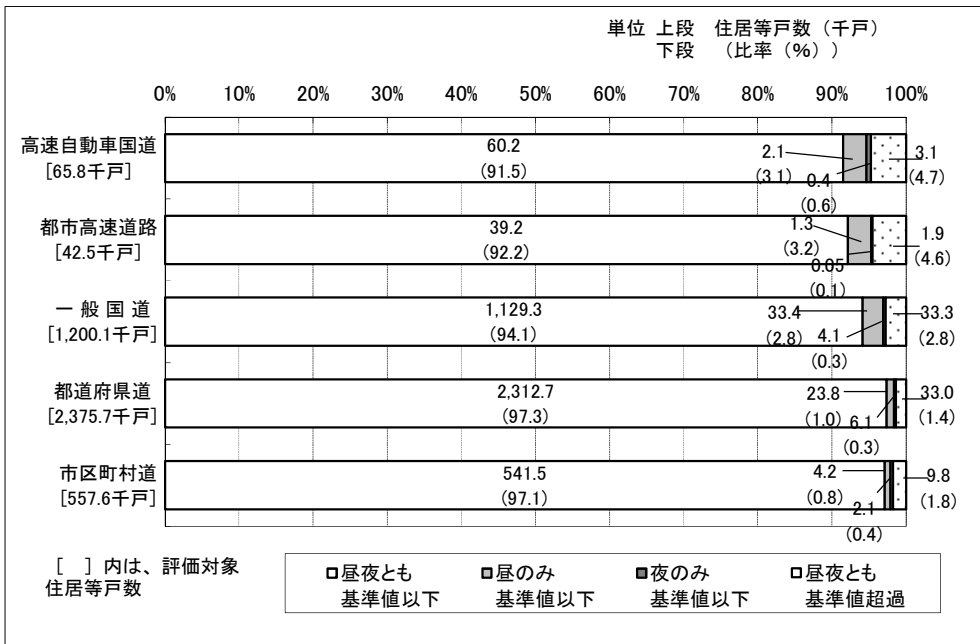 単位 上段 住居等戸数（千戸）
下段 （比率（％））
0% 10% 20% 30% 40% 50% 60% 70% 80% 90% 100%
高速自動車国道
[65.8千戸]
60.2
(91.5)
2.1
(3.1)
0.4
(0.6)
3.1
(4.7)
都市高速道路
[42.5千戸]
39.2
(92.2)
1.3
(3.2)
0.05
(0.1)
1.9
(4.6)
一般国道
[1,200.1千戸]
1,129.3
(94.1)
33.4
(2.8)
4.1
(0.3)
33.3
(2.8)
都道府県道
[2,375.7千戸]
2,312.7
(97.3)
23.8
(1.0)
6.1
(0.3)
33.0
(1.4)
市区町村道
[557.6千戸]
541.5
(97.1)
4.2
(0.8)
2.1
(0.4)
9.8
(1.8)
[ ] 内は、評価対象
住居等戸数
昼夜とも
基準値以下
昼のみ
基準値以下
夜のみ
基準値以下
昼夜とも
基準値超過